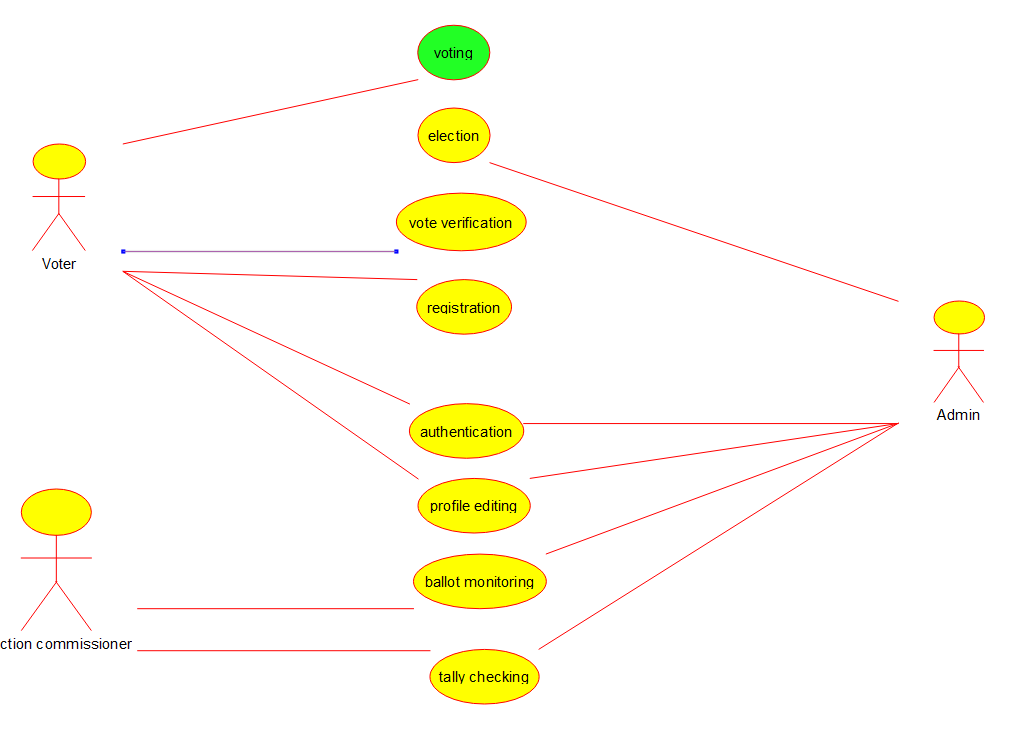 voting
election
vote verification
Voter
registration
Admin
authentication
profile editing
ballot monitoring
ction commissioner
tally checking